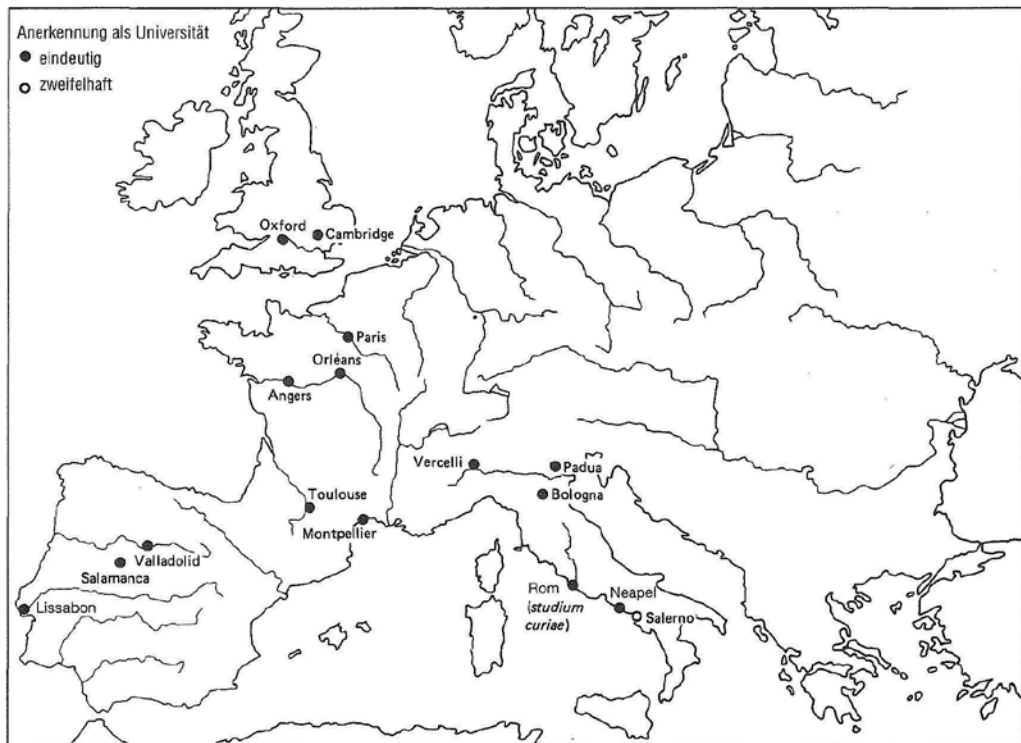 Anerkennung als Universität
eindeutig
zweifelhaft
Oxford
Cambridge
Paris
Orléans
Angers
Vercelli
Padua
Bologna
Toulouse
Montpellier
Valladolid
Salamanca
Lissabon
Rom
(studium
curiae)
Neapel
Salerno